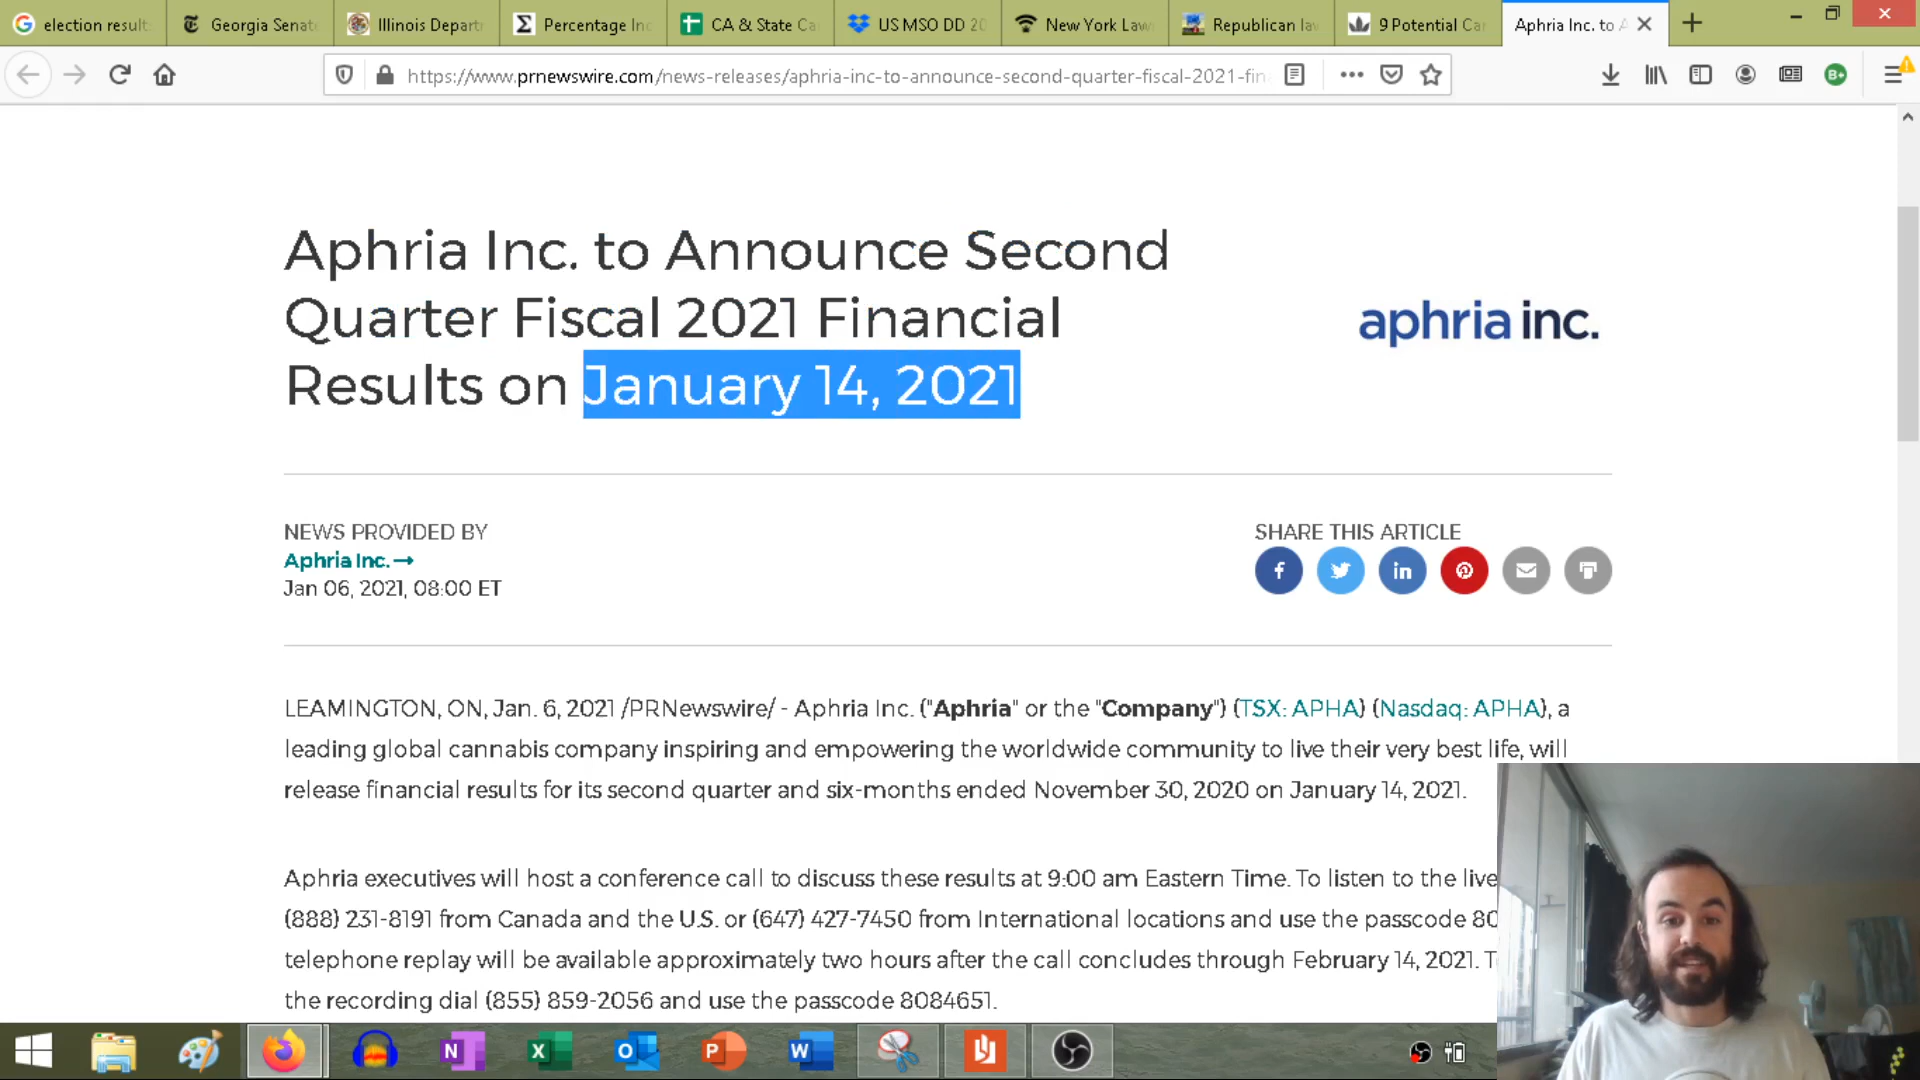 election result
Georgia Senat
Illinois Depart
Percentage Inc
CA & State Ca
US MSO DD 20
New York Law
Republican la
9 Potential Ca
Aphria Inc. to A
https://www.prnewswire.com/news-releases/aphria-inc-to-announce-second-quarter-fiscal-2021-fin
Aphria Inc. to Announce Second
Quarter Fiscal 2021 Financial
Results on January 14, 2021
aphria inc.
NEWS PROVIDED BY
Aphria Inc.→
Jan 06, 2021, 08:00 ET
SHARE THIS ARTICLE
LEAMINGTON, ON, Jan. 6, 2021 /PRNewswire/ - Aphria Inc. ("Aphria" or the "Company") (TSX: APHA) (Nasdaq: APHA), a
leading global cannabis company inspiring and empowering the worldwide community to live their very best life, will
release financial results for its second quarter and six-months ended November 30, 2020 on January 14, 2021.
Aphria executives will host a conference call to discuss these results at 9:00 am Eastern Time. To listen to the live
(888) 231-8191 from Canada and the U.S. or (647) 427-7450 from International locations and use the passcode 80
telephone replay will be available approximately two hours after the call concludes through February 14, 2021. T
the recording dial (855) 859-2056 and use the passcode 8084651.